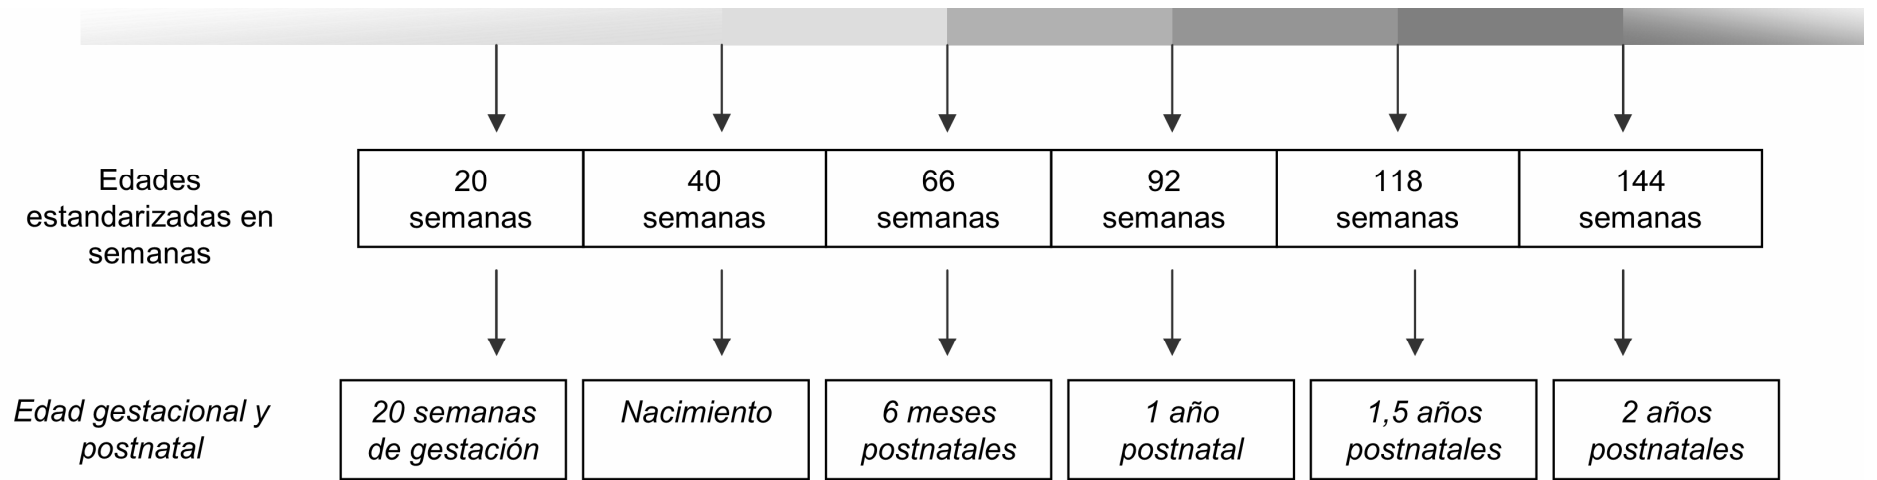 Edades
estandarizadas en
semanas
20
semanas
40
semanas
66
semanas
92
semanas
118
semanas
144
semanas
Edad gestacional y
postnatal
20 semanas
de gestación
Nacimiento
6 meses
postnatales
1 año
postnatal
1,5 años
postnatales
2 años
postnatales